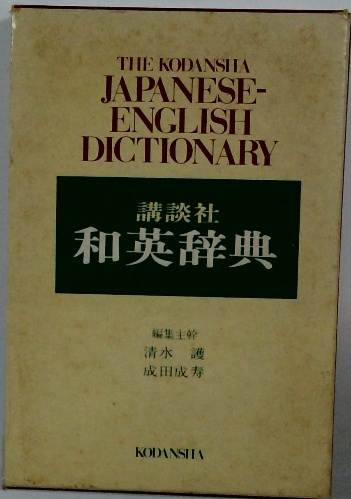 THE KODANSHA
JAPANESE-
ENGLISH
DICTIONARY
講談社
和英辞典
編集主幹
清水 護
成田成寿
KODANSHA